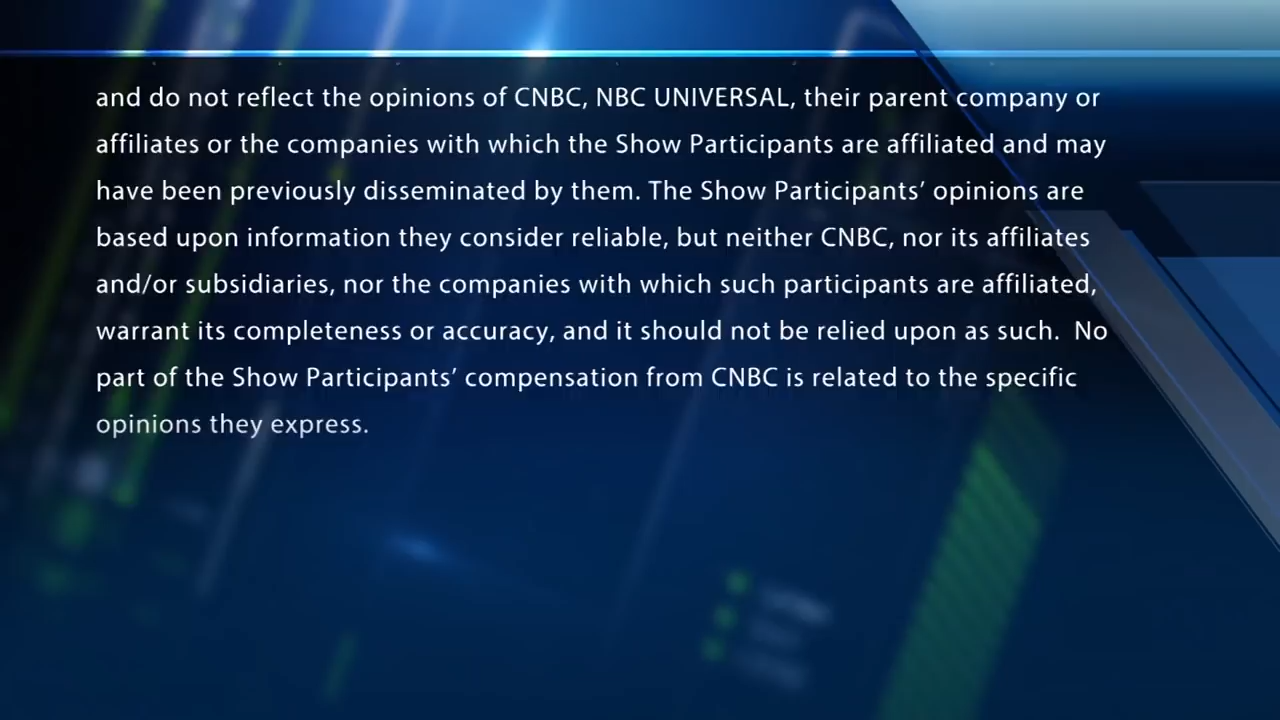 and do not reflect the opinions of CNBC, NBC UNIVERSAL, their parent company or
affiliates or the companies with which the Show Participants are affiliated and may
have been previously disseminated by them. The Show Participants’ opinions are
based upon information they consider reliable, but neither CNBC, nor its affiliates
and/or subsidiaries, nor the companies with which such participants are affiliated,
warrant its completeness or accuracy, and it should not be relied upon as such.  No
part of the Show Participants’ compensation from CNBC is related to the specific
opinions they express.